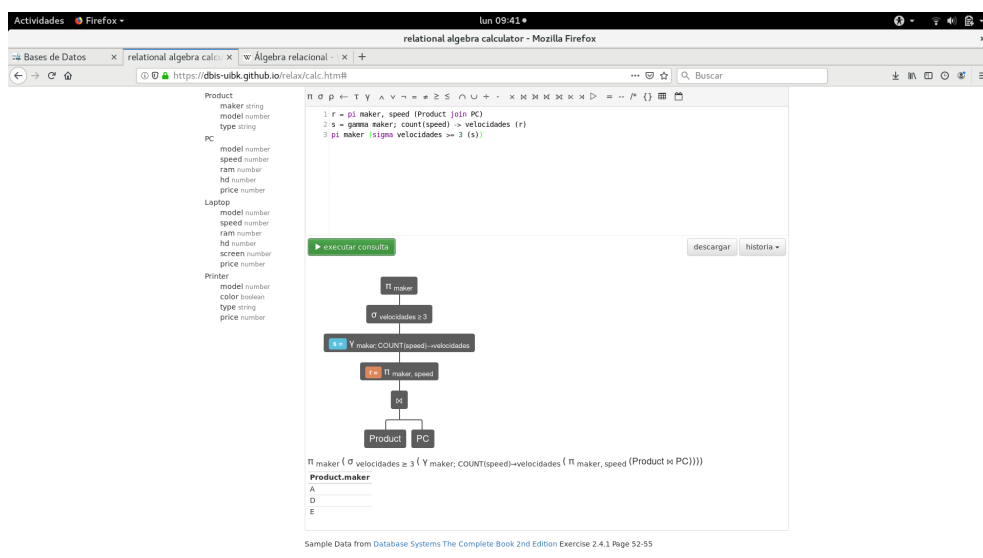 Actividades Firefox lun 09:41
relational algebra calculator - Mozilla Firefox
Bases de Datos × relational algebra calcu × W Álgebra relacional - × +
https://dbis-uibk.github.io/relax/calc.htm# Buscar
Product
maker string
model number
type string
PC
model number
speed number
ram number
hd number
price number
Laptop
model number
speed number
ram number
hd number
screen number
price number
Printer
model number
color boolean
type string
price number
π σ ρ ← τ γ ∧ ∨ ¬ = ≠ ≥ ≤ ∩ ∪ ÷ - × ⋈ ⟕ ⟖ ⟗ ⋉ ⋊ ▷ = -- /* {}
1 r = pi maker, speed (Product join PC)
2 s = gamma maker; count(speed) -> velocidades (r)
3 pi maker (sigma velocidades >= 3 (s))
▶ executar consulta descargar historia
π maker
σ velocidades ≥ 3
s = γ maker; COUNT(speed)→velocidades
r = π maker, speed
⋈
Product PC
π maker ( σ velocidades ≥ 3 ( γ maker; COUNT(speed)→velocidades ( π maker, speed (Product ⋈ PC))))
Product.maker
A
D
E
Sample Data from Database Systems The Complete Book 2nd Edition Exercise 2.4.1 Page 52-55